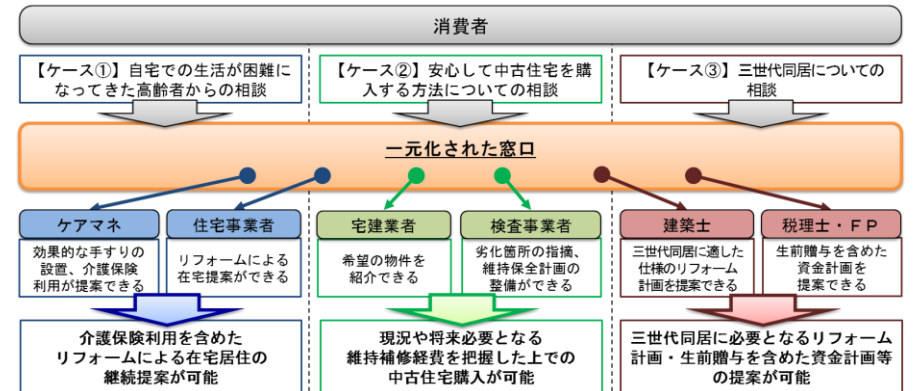 消費者
【ケース①】自宅での生活が困難に
なってきた高齢者からの相談
【ケース②】安心して中古住宅を購
入する方法についての相談
【ケース③】三世代同居についての
相談
一元化された窓口
ケアマネ
効果的な手すりの
設置、介護保険
利用が提案できる
住宅事業者
リフォームによる
在宅提案ができる
宅建業者
希望の物件を
紹介ができる
検査事業者
劣化箇所の指摘、
維持保全計画の
整備ができる
建築士
三世代同居に適した
仕様のリフォーム
計画を提案できる
税理士・ＦＰ
生前贈与を含めた
資金計画を
提案できる
介護保険利用を含めた
リフォームによる在宅居住の
継続提案が可能
現況や将来必要となる
維持補修経費を把握した上での
中古住宅購入が可能
三世代同居に必要となるリフォーム
計画・生前贈与を含めた資金計画等
の提案が可能